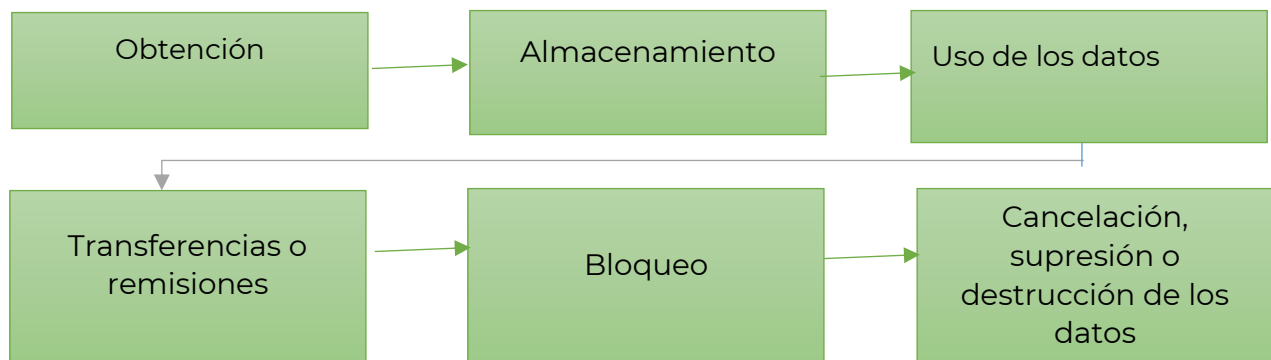 Obtención
Almacenamiento
Uso de los datos
Transferencias o
remisiones
Bloqueo
Cancelación,
supresión o
destrucción de los
datos